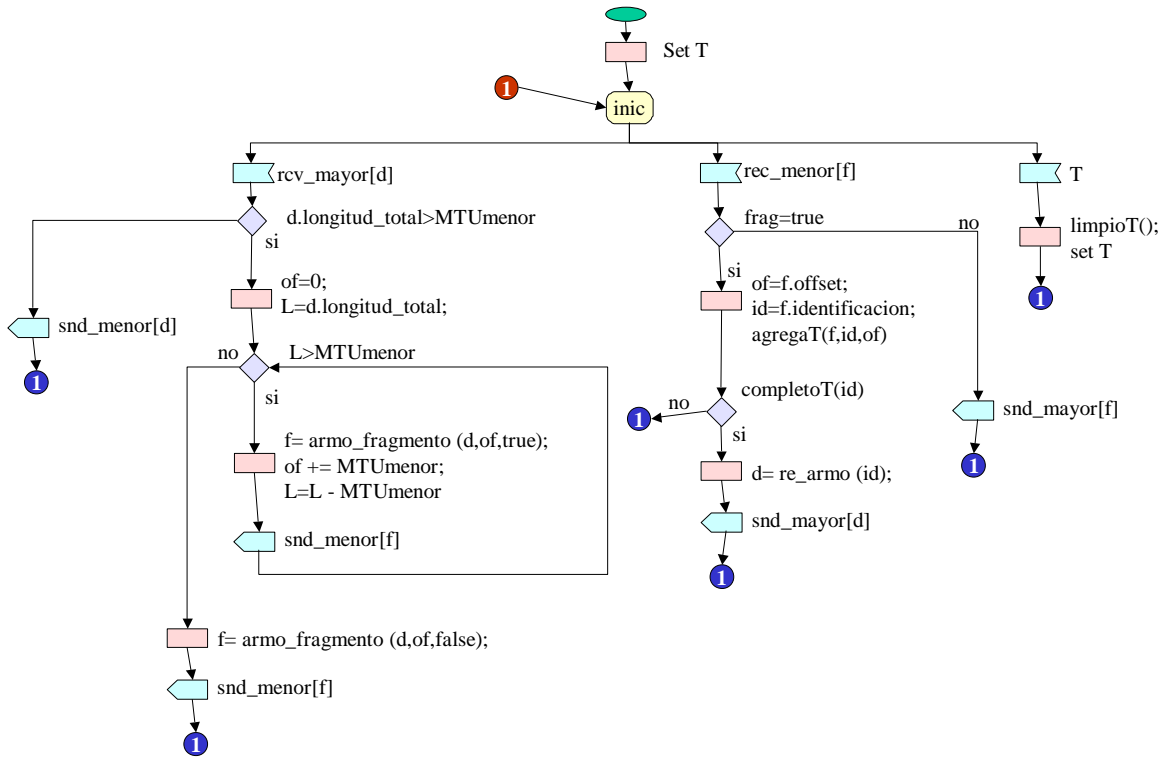 Set T
1
inic
rcv_mayor[d]
d.longitud_total>MTUmenor
si
of=0;
L=d.longitud_total;
snd_menor[d]
1
no
L>MTUmenor
si
f= armo_fragmento (d,of,true);
of += MTUmenor;
L=L - MTUmenor
snd_menor[f]
f= armo_fragmento (d,of,false);
snd_menor[f]
1
rec_menor[f]
frag=true
no
si
of=f.offset;
id=f.identificacion;
agregaT(f,id,of)
completoT(id)
no
1
si
d= re_armo (id);
snd_mayor[d]
1
snd_mayor[f]
1
T
limpioT();
set T
1